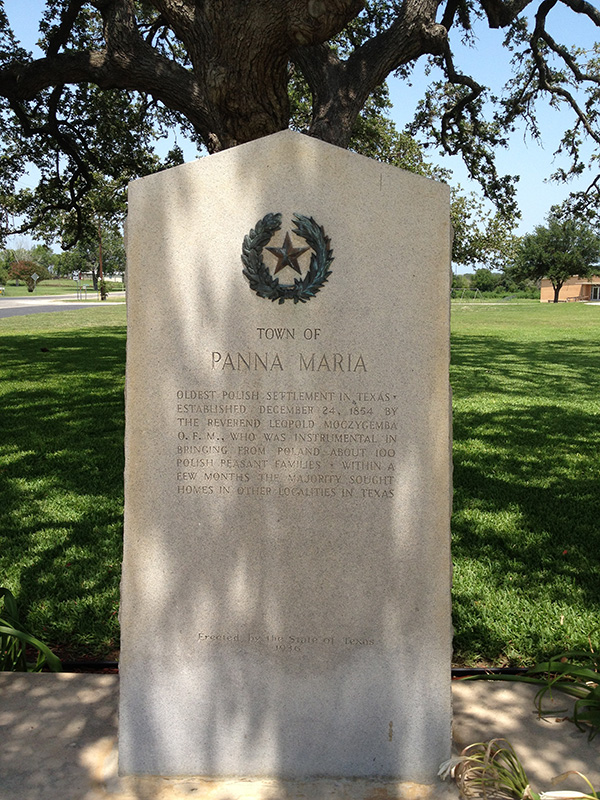 TOWN OF
PANNA MARIA
OLDEST POLISH SETTLEMENT IN TEXAS •
ESTABLISHED DECEMBER 24, 1854 BY
THE REVEREND LEOPOLD MOCZYGEMBA
O. F. M., WHO WAS INSTRUMENTAL IN
BRINGING FROM POLAND ABOUT 100
POLISH PEASANT FAMILIES • WITHIN A
FEW MONTHS THE MAJORITY SOUGHT
HOMES IN OTHER LOCALITIES IN TEXAS
Erected by the State of Texas
1936